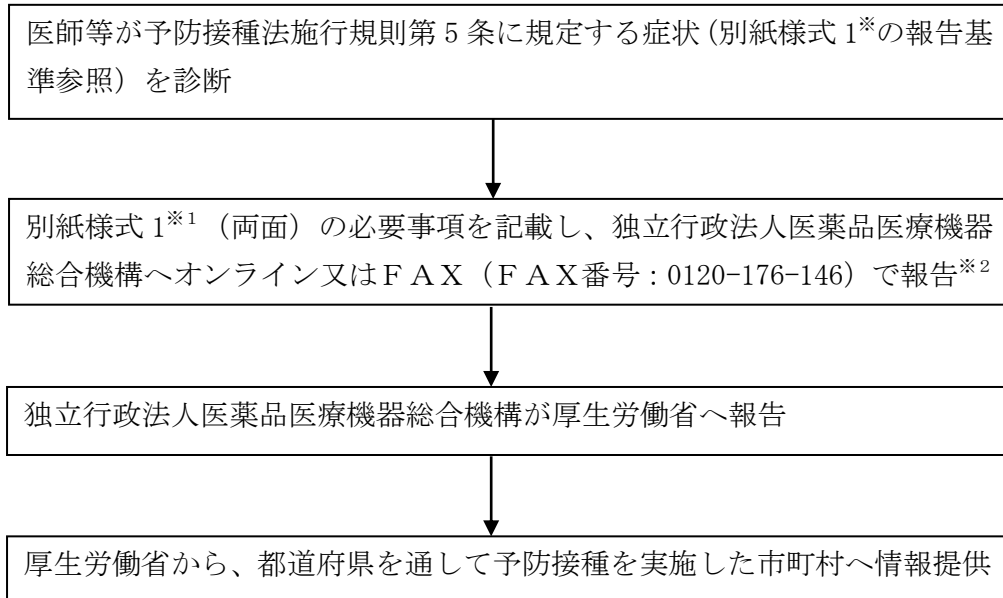 医師等が予防接種法施行規則第５条に規定する症状（別紙様式 1※の報告基
準参照）を診断
別紙様式 1※1 （両面）の必要事項を記載し、独立行政法人医薬品医療機器
総合機構へオンライン又はＦＡＸ（ＦＡＸ番号：0120-176-146）で報告※2
独立行政法人医薬品医療機器総合機構が厚生労働省へ報告
厚生労働省から、都道府県を通して予防接種を実施した市町村へ情報提供